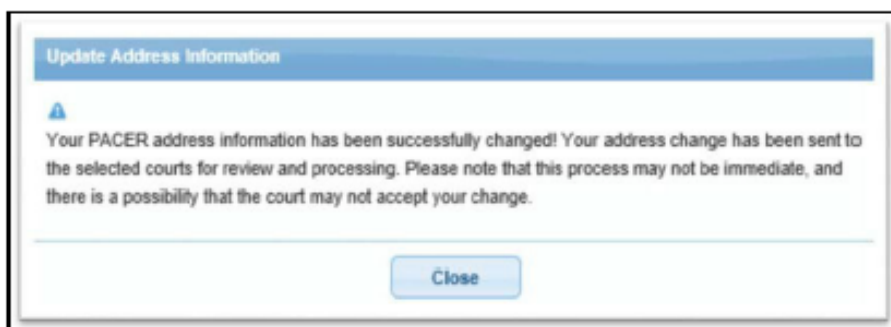 Update Address Information
Your PACER address information has been successfully changed! Your address change has been sent to
the selected courts for review and processing. Please note that this process may not be immediate, and
there is a possibility that the court may not accept your change.
Close